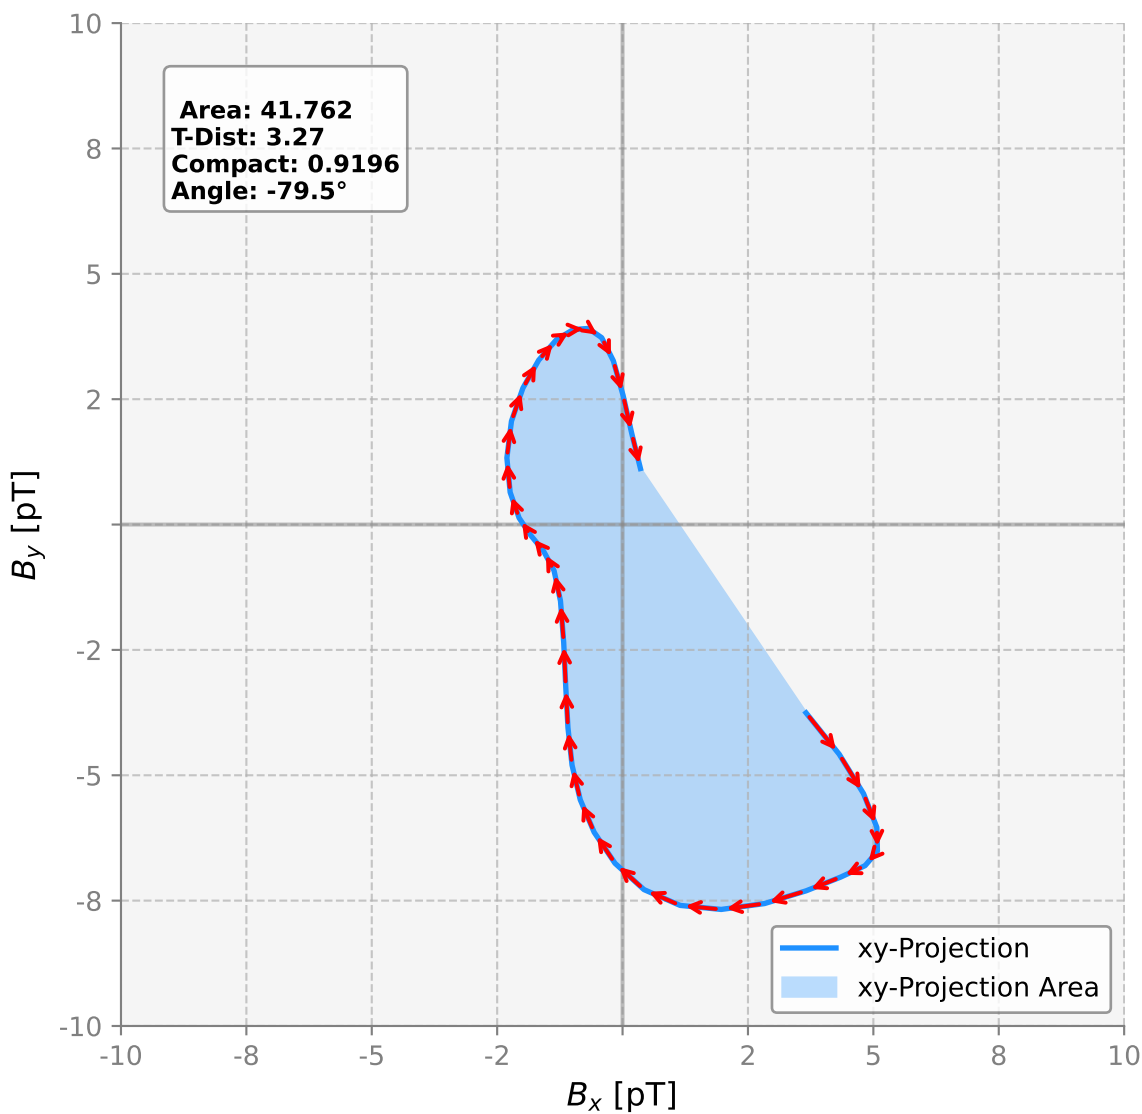 10
8
5
2
-2
-5
-8
-10
Area: 41.762
T-Dist: 3.27
Compact: 0.9196
Angle: -79.5°
B_y [pT]
xy-Projection
xy-Projection Area
-10 -8 -5 -2 2 5 8 10
B_x [pT]